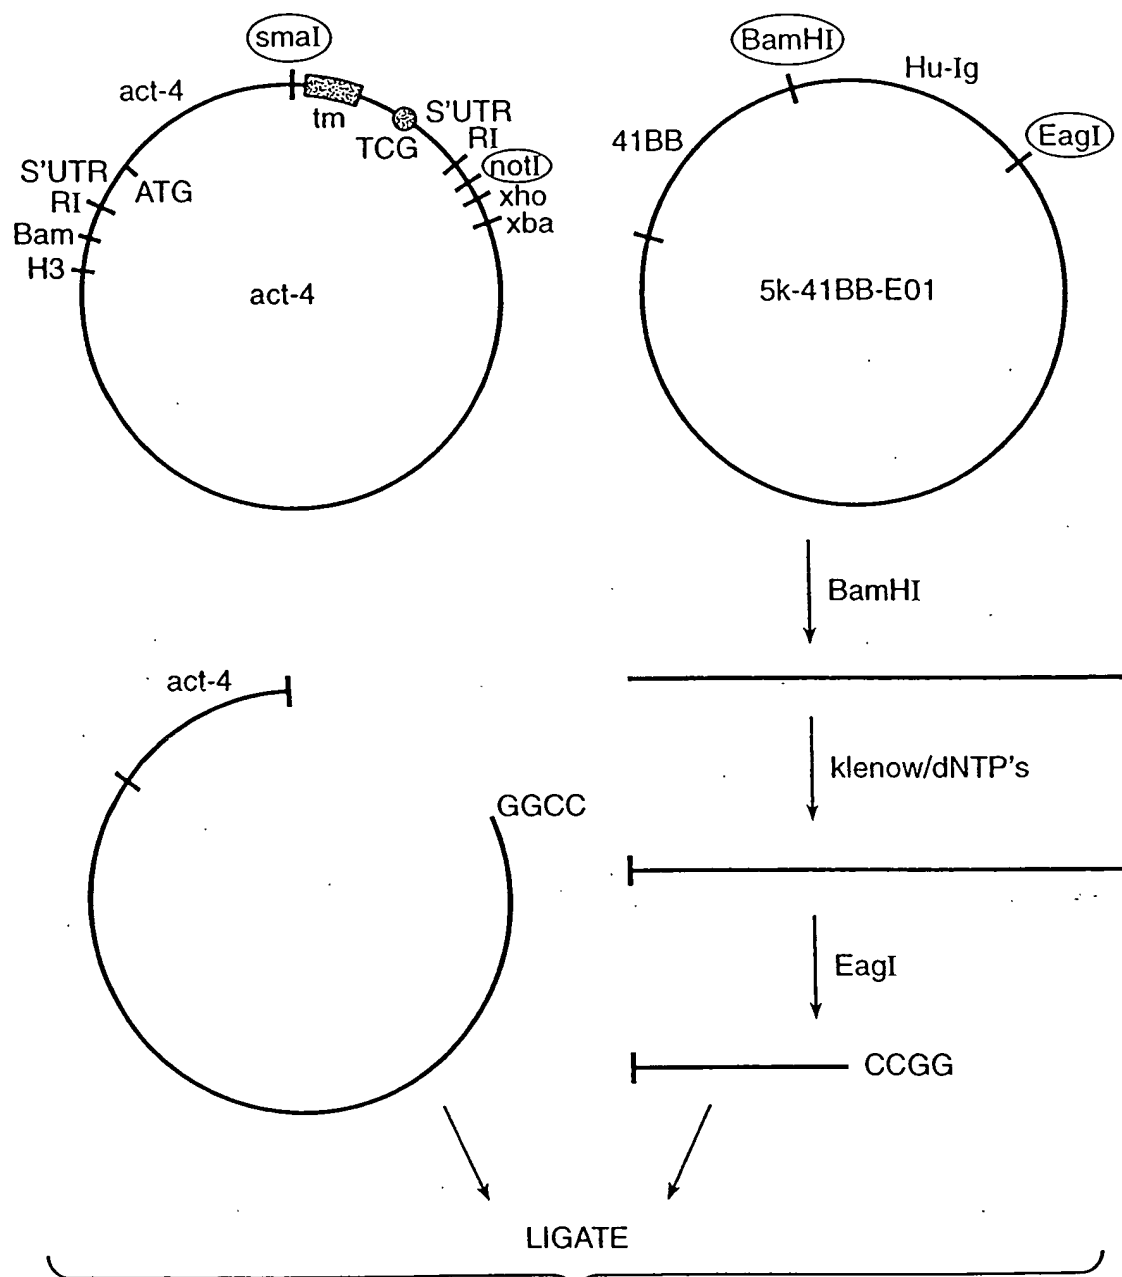 smaI
act-4
tm
S'UTR
TCG
RI
notI
xho
xba
S'UTR
ATG
RI
Bam
H3
act-4
BamHI
Hu-Ig
41BB
EagI
5k-41BB-E01
BamHI
act-4
klenow/dNTP's
GGCC
EagI
CCGG
LIGATE